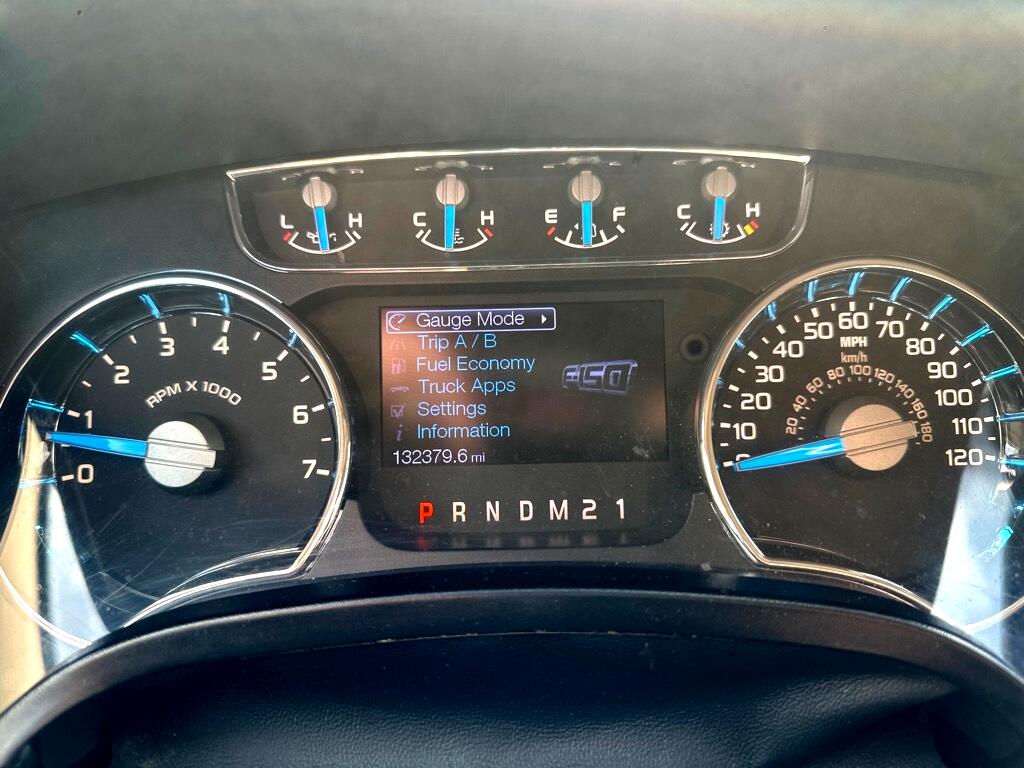 L H
C H
E F
C H
0 1 2 3 4 5 6 7
RPM X 1000
Gauge Mode
Trip A / B
Fuel Economy
Truck Apps
Settings
Information
132379.6 mi
F150
P R N D M 2 1
10 20 30 40 50 60 70 80 90 100 110 120
MPH
km/h
20 40 60 80 100 120 140 160 180